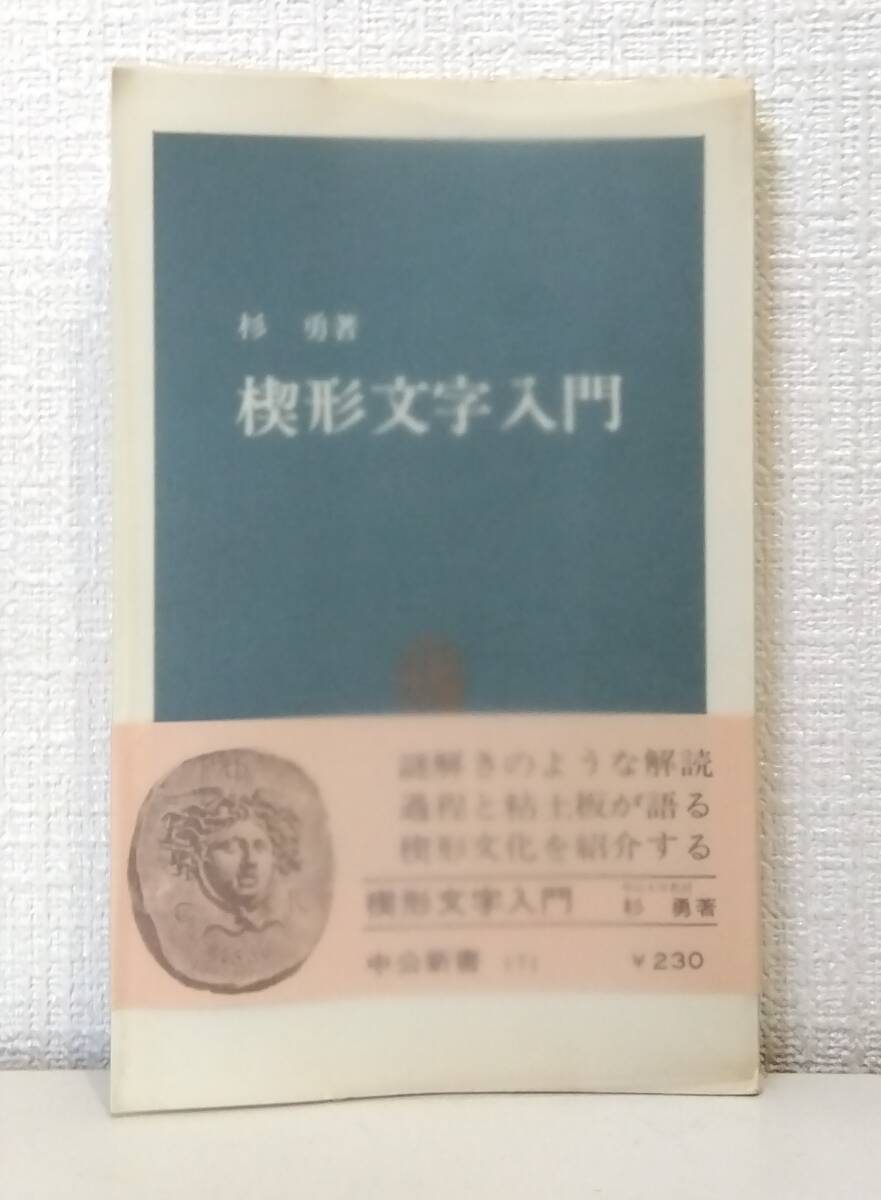 杉 勇著
楔形文字入門
謎解きのような解読
過程と粘土板が語る
楔形文化を紹介する
楔形文字入門 杉 勇著
中公新書 ¥230